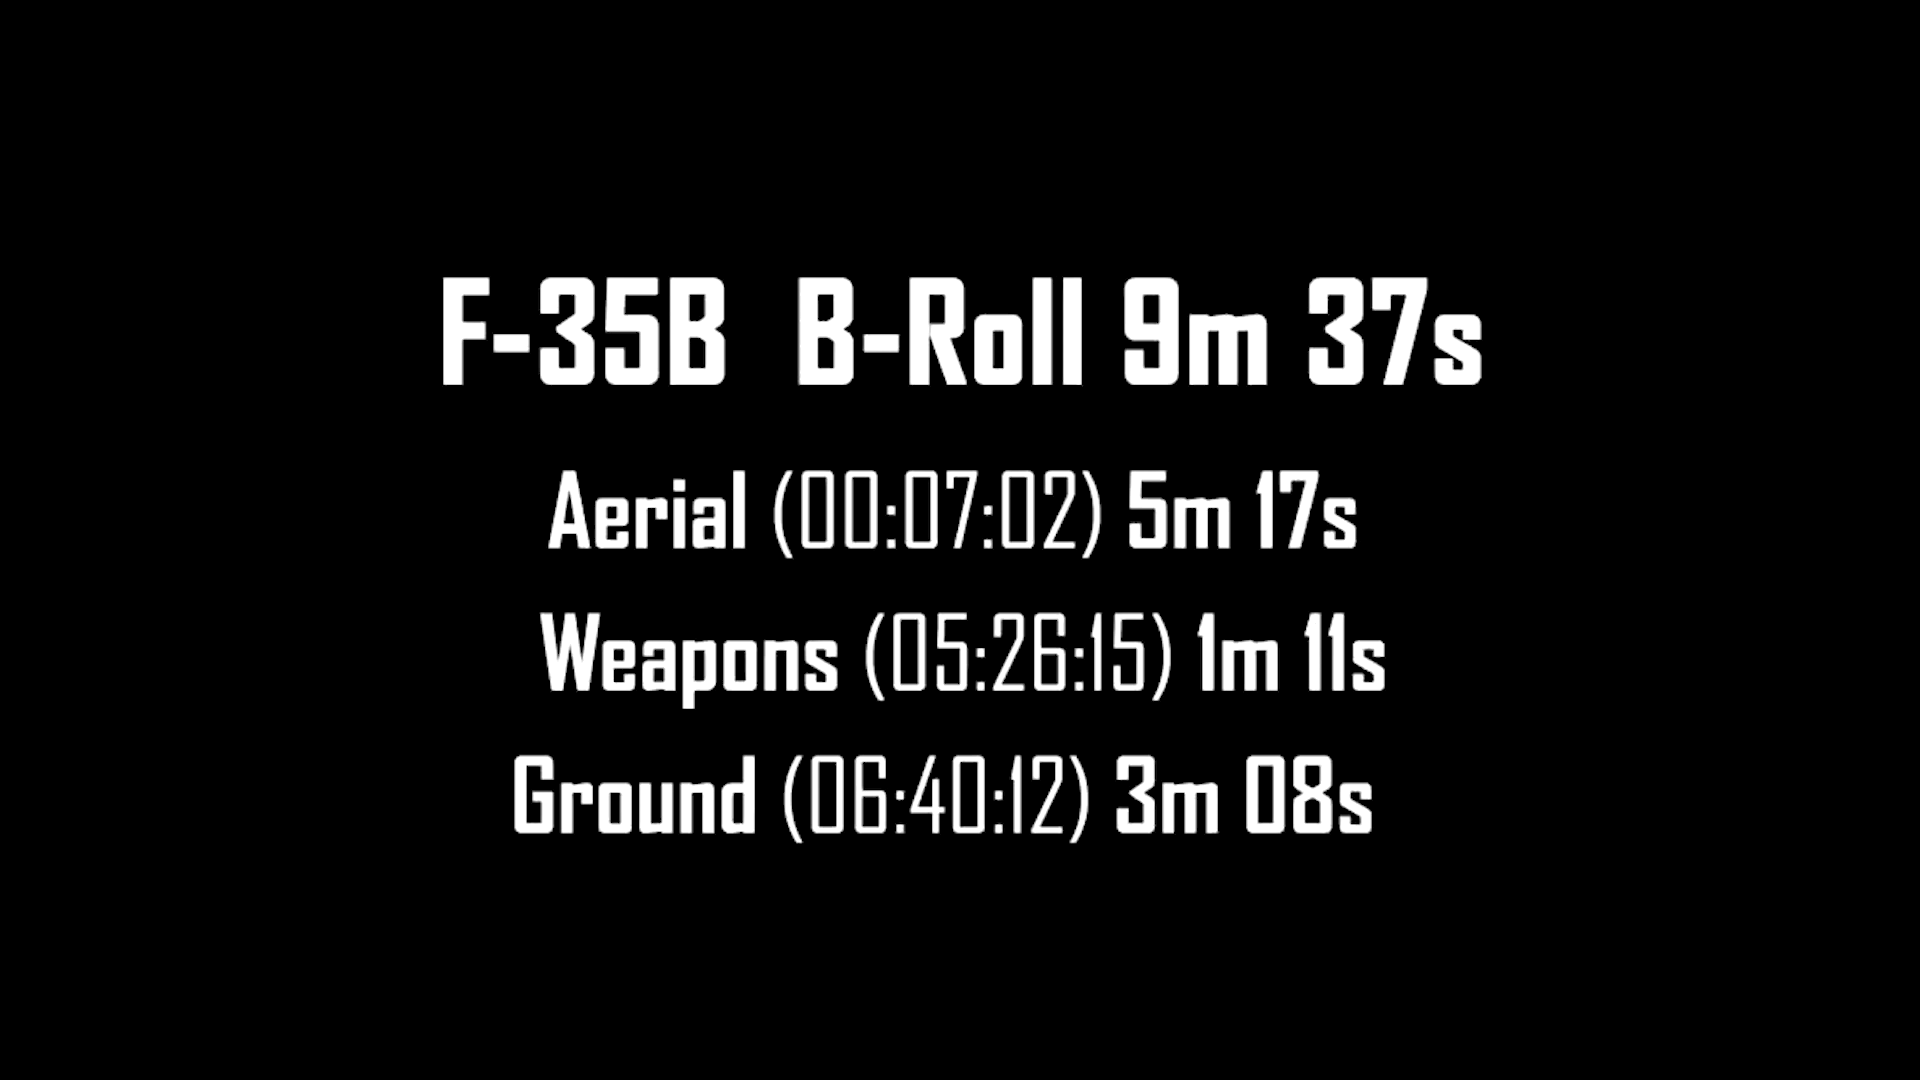 F-35B  B-Roll 9m 37s
Aerial (00:07:02) 5m 17s
Weapons (05:26:15) 1m 11s
Ground (06:40:12) 3m 08s